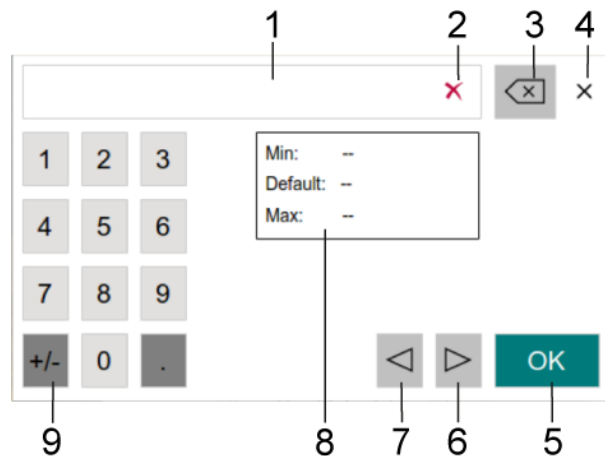 1 2 3 4
1 2 3
Min: --
Default: --
Max: --
4 5 6
7 8 9
+/- 0 .
OK
9 8 7 6 5